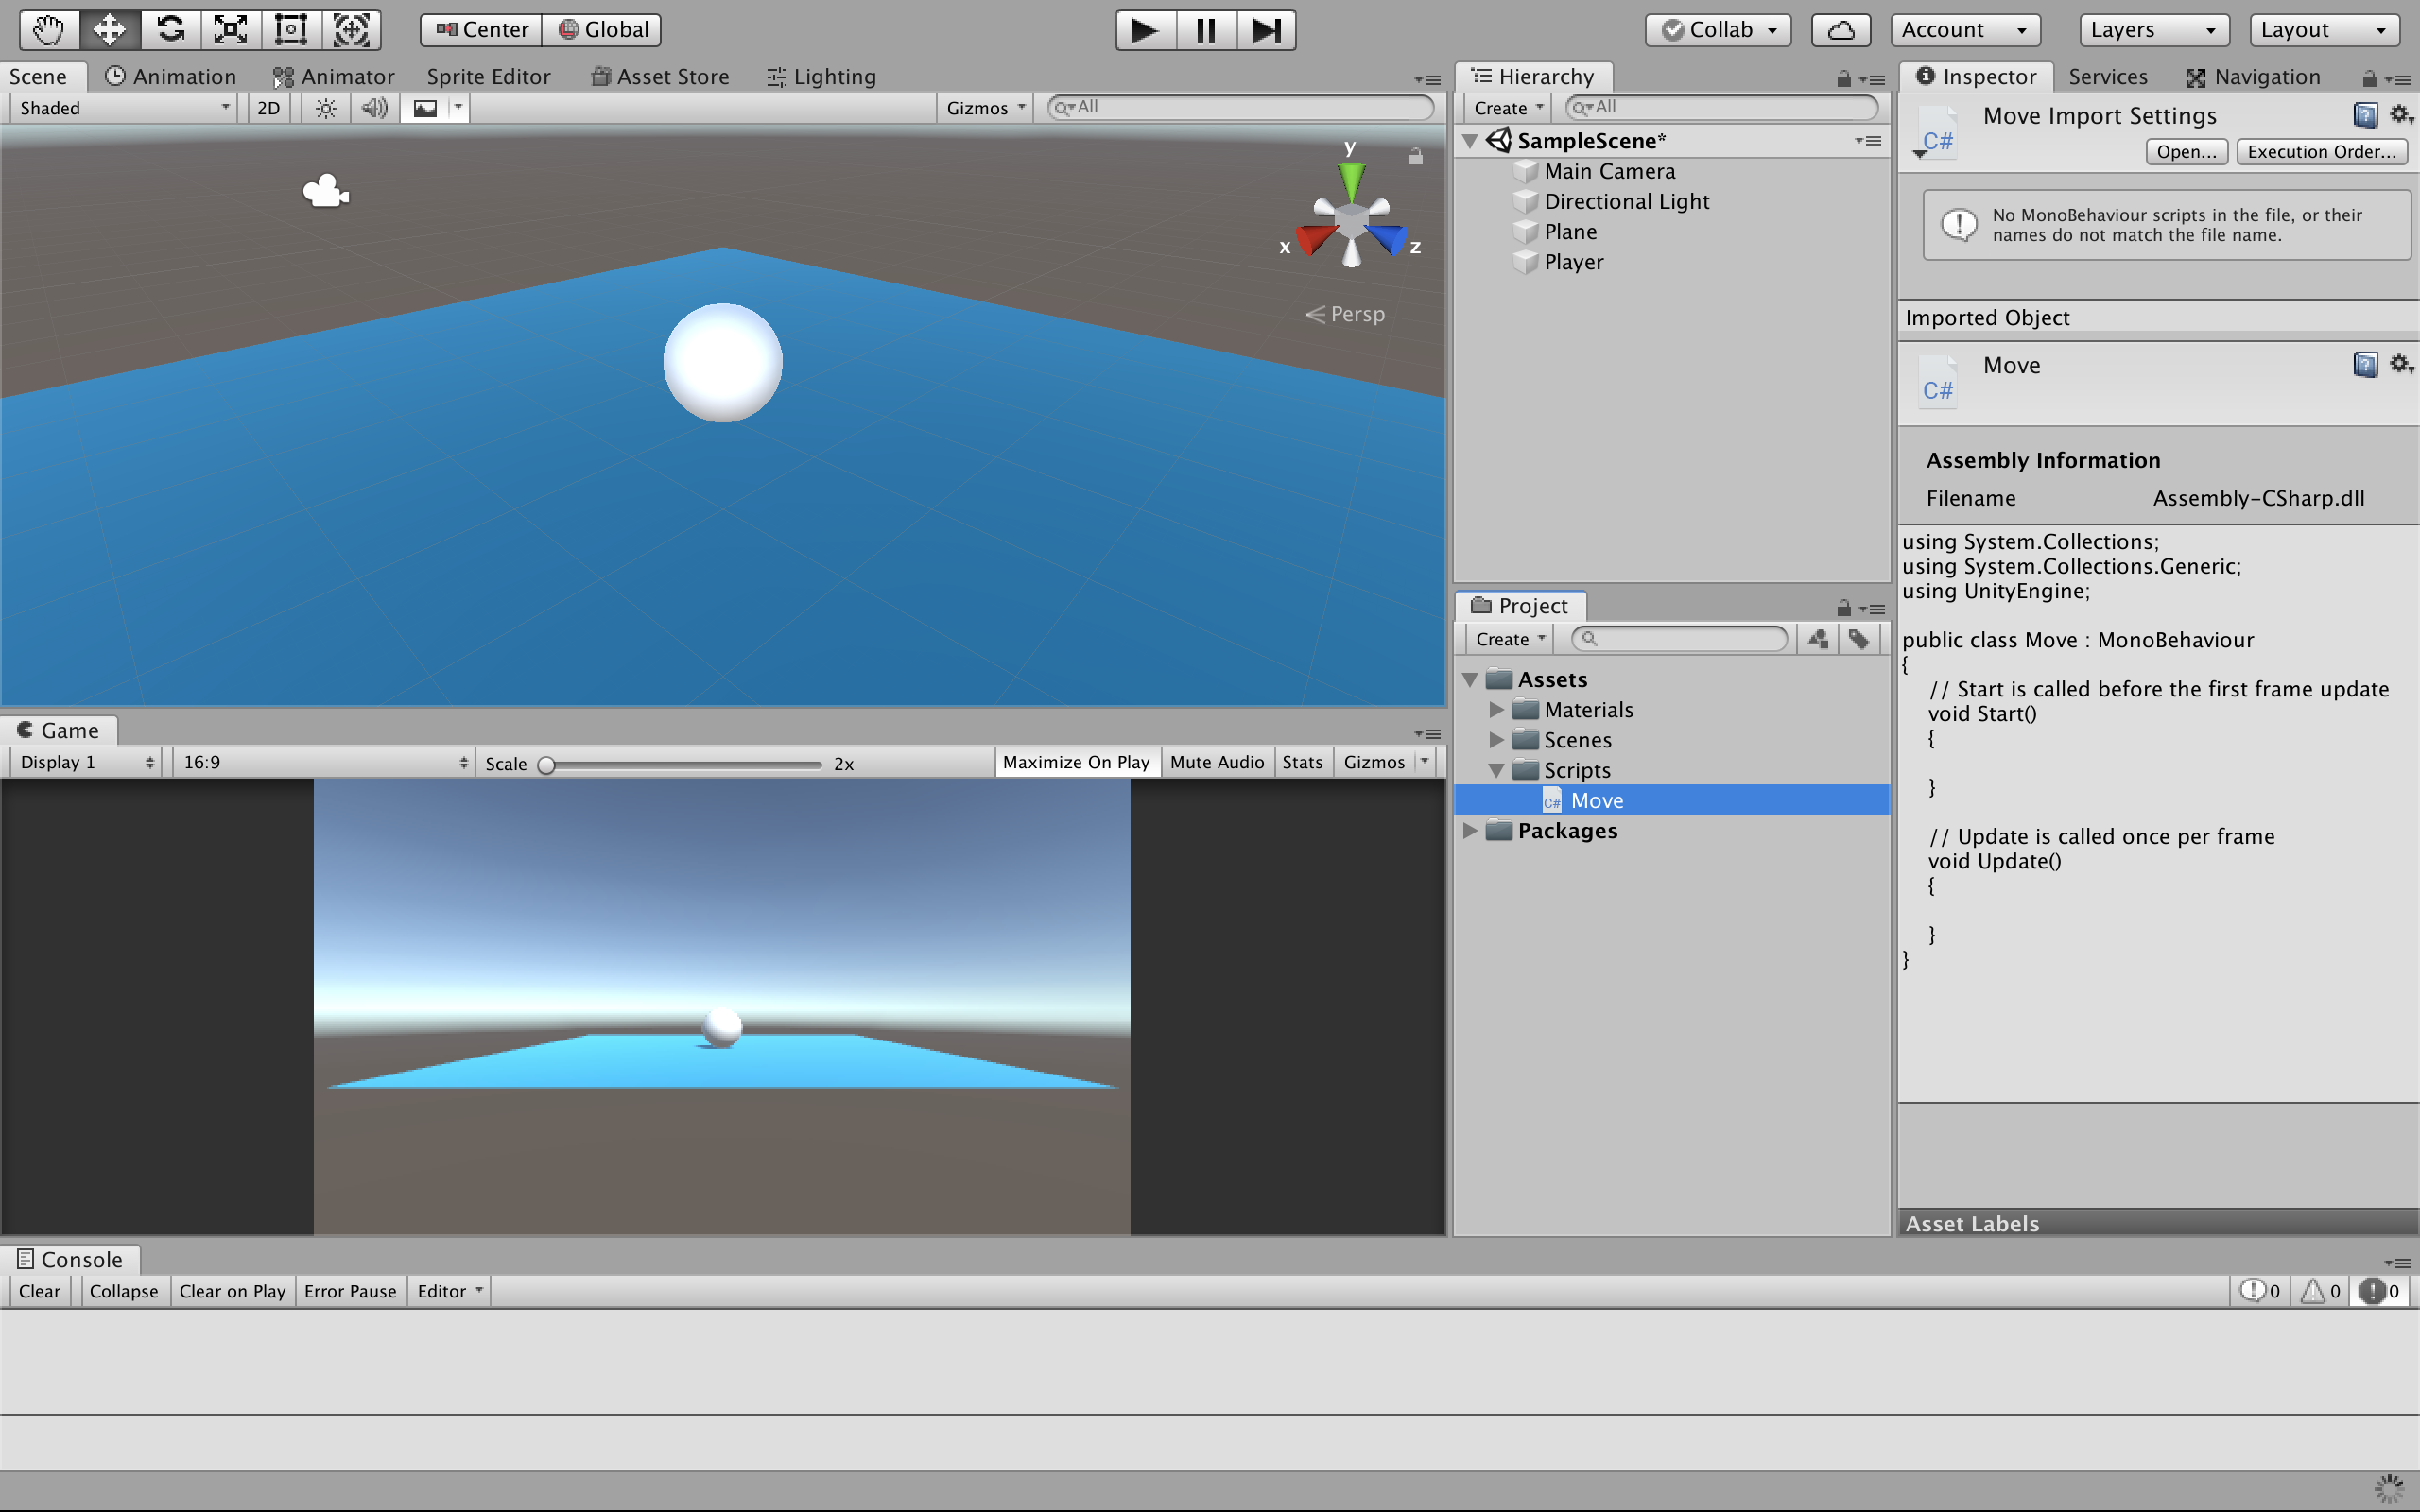 Center Global
Collab Account Layers Layout
Scene Animation Animator Sprite Editor Asset Store Lighting
Shaded 2D Gizmos All
y
x z
Persp
Hierarchy
Create All
SampleScene*
Main Camera
Directional Light
Plane
Player
Project
Create
Assets
Materials
Scenes
Scripts
C# Move
Packages
Inspector Services Navigation
C# Move Import Settings
Open... Execution Order...
No MonoBehaviour scripts in the file, or their
names do not match the file name.
Imported Object
C# Move
Assembly Information
Filename Assembly-CSharp.dll
using System.Collections;
using System.Collections.Generic;
using UnityEngine;
public class Move : MonoBehaviour
{
// Start is called before the first frame update
void Start()
{
}
// Update is called once per frame
void Update()
{
}
}
Asset Labels
Game
Display 1 16:9 Scale 2x Maximize On Play Mute Audio Stats Gizmos
Console
Clear Collapse Clear on Play Error Pause Editor 0 0 0